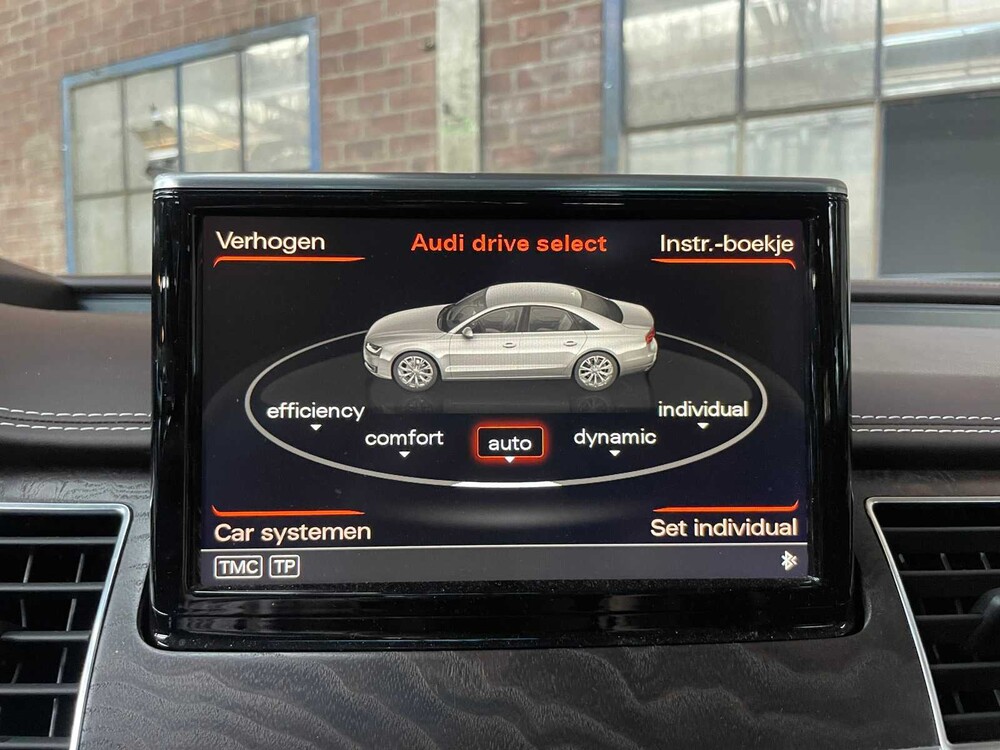 Verhogen Audi drive select Instr.-boekje
efficiency individual
comfort auto dynamic
Car systemen Set individual
TMC TP